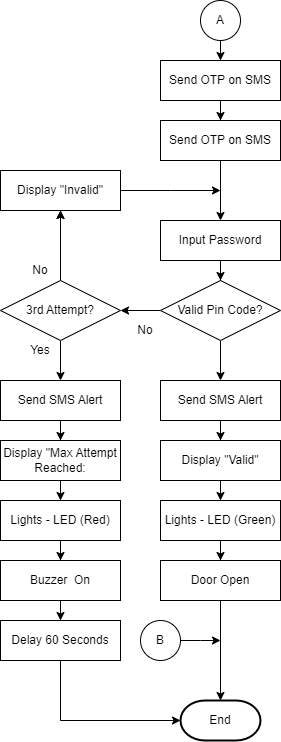 A
Send OTP on SMS
Send OTP on SMS
Display "Invalid"
Input Password
No
3rd Attempt?
Valid Pin Code?
No
Yes
Send SMS Alert
Send SMS Alert
Display "Max Attempt
Reached:
Display "Valid"
Lights - LED (Red)
Lights - LED (Green)
Buzzer On
Door Open
Delay 60 Seconds
B
End